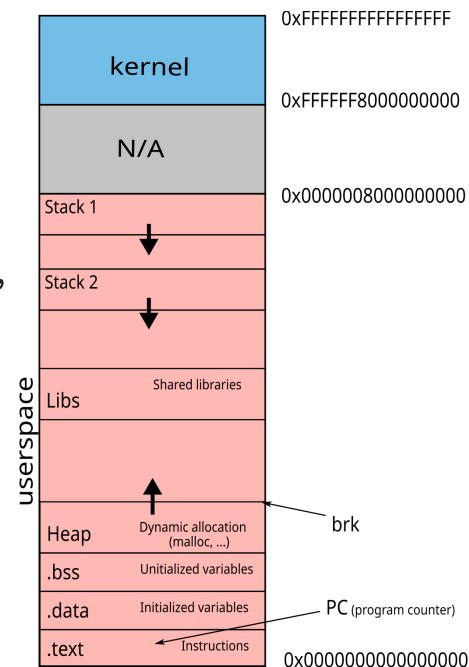 0xFFFFFFFFFFFFFFFF
kernel
0xFFFFFF8000000000
N/A
0x0000008000000000
Stack 1
Stack 2
userspace
Shared libraries
Libs
brk
Heap Dynamic allocation
(malloc, ...)
.bss Unitialized variables
.data Initialized variables
PC (program counter)
.text Instructions
0x0000000000000000